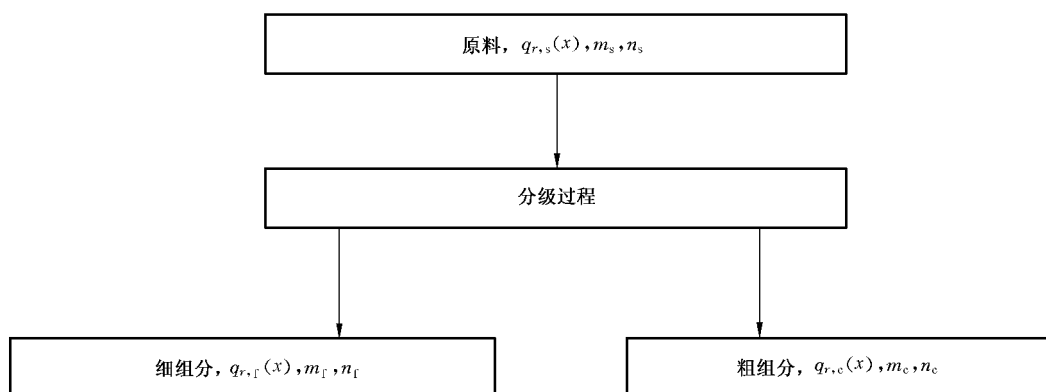 原料，q_{r,s}(x),m_s,n_s
分级过程
细组分，q_{r,f}(x),m_f,n_f
粗组分，q_{r,c}(x),m_c,n_c